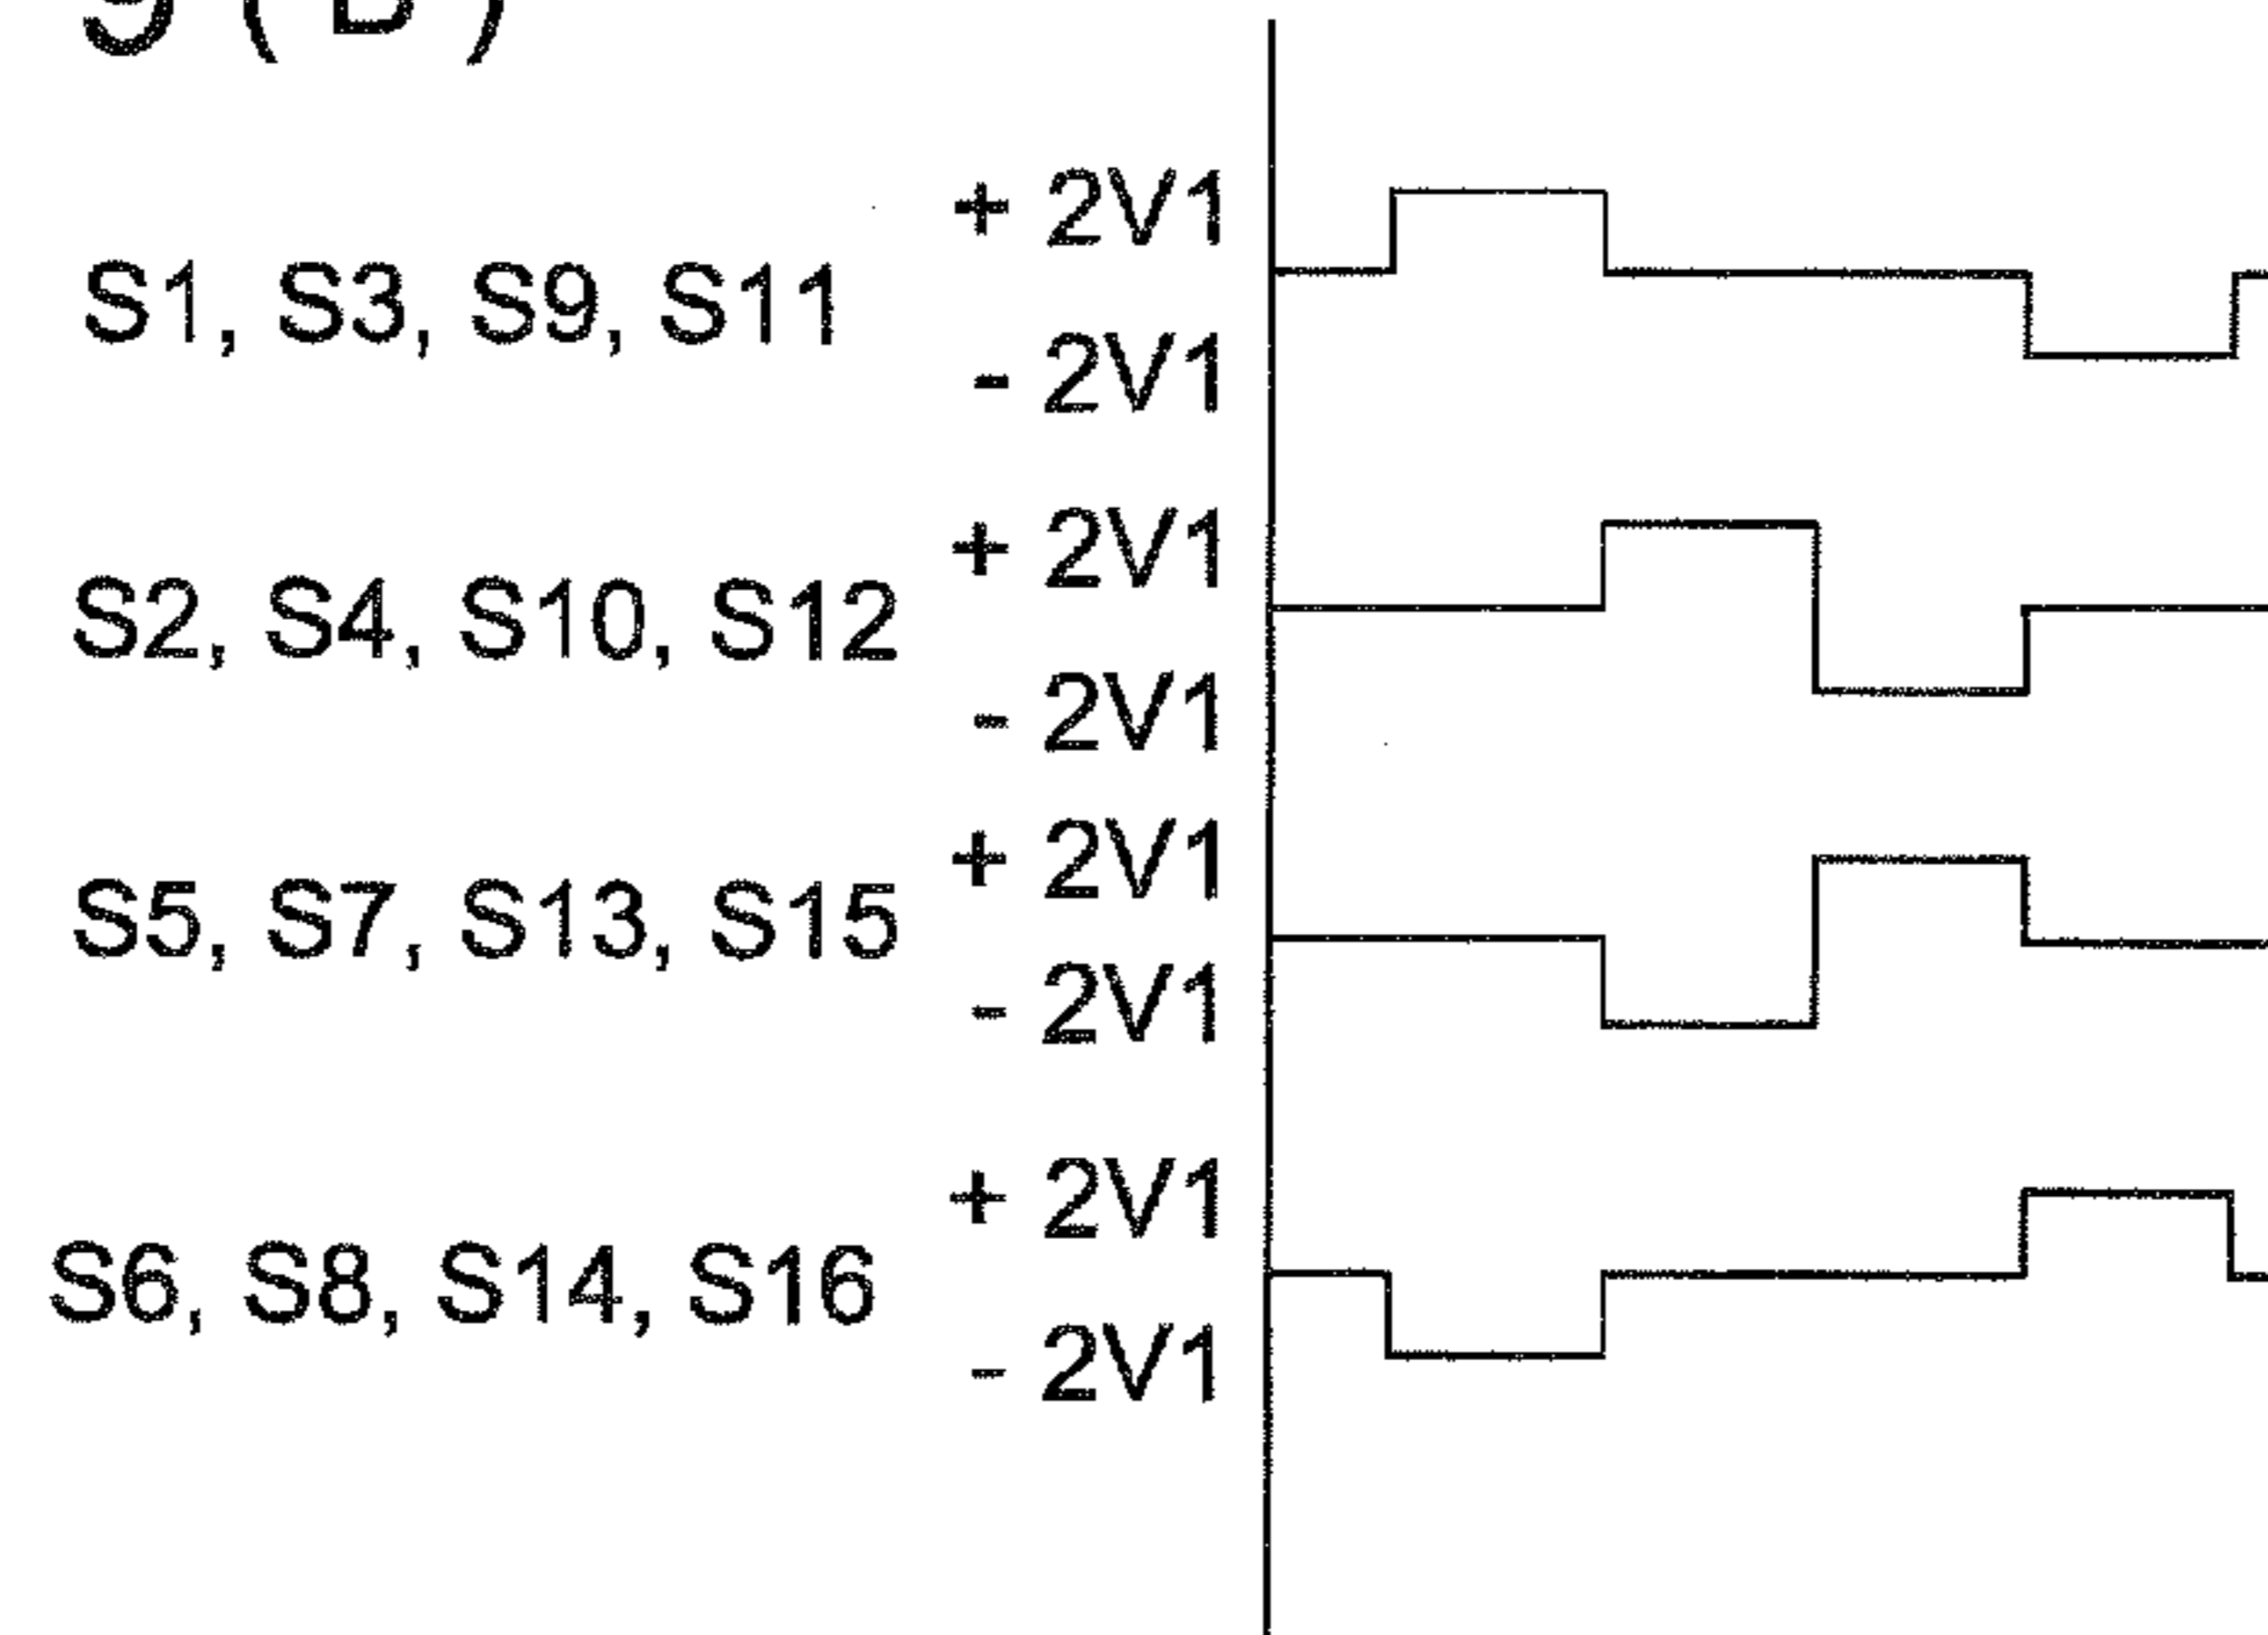 9 ( B )
+ 2V1
S1, S3, S9, S11
- 2V1
+ 2V1
S2, S4, S10, S12
- 2V1
+ 2V1
S5, S7, S13, S15
- 2V1
+ 2V1
S6, S8, S14, S16
- 2V1